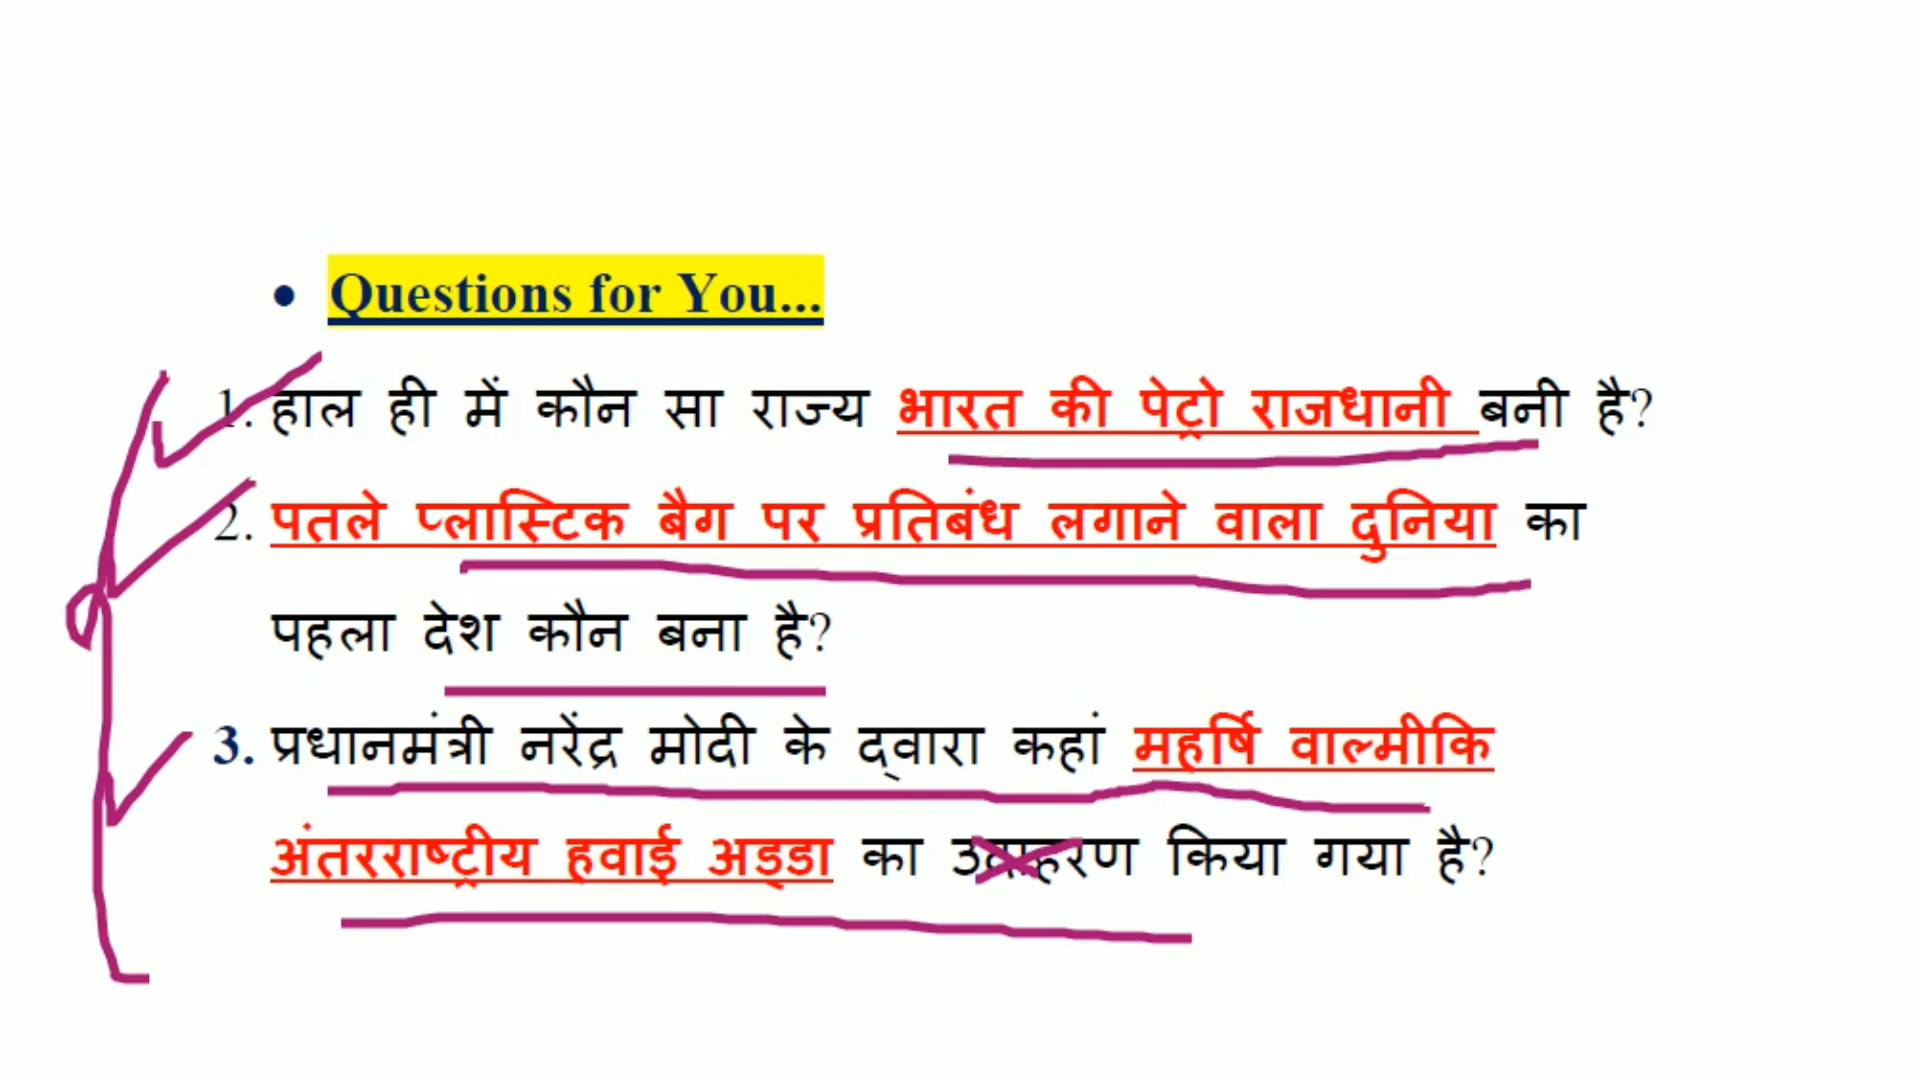 • Questions for You...
1. हाल ही में कौन सा राज्य भारत की पेट्रो राजधानी बनी है?
2. पतले प्लास्टिक बैग पर प्रतिबंध लगाने वाला दुनिया का
पहला देश कौन बना है?
3. प्रधानमंत्री नरेंद्र मोदी के द्वारा कहां महर्षि वाल्मीकि
अंतरराष्ट्रीय हवाई अड्डा का उदाहरण किया गया है?